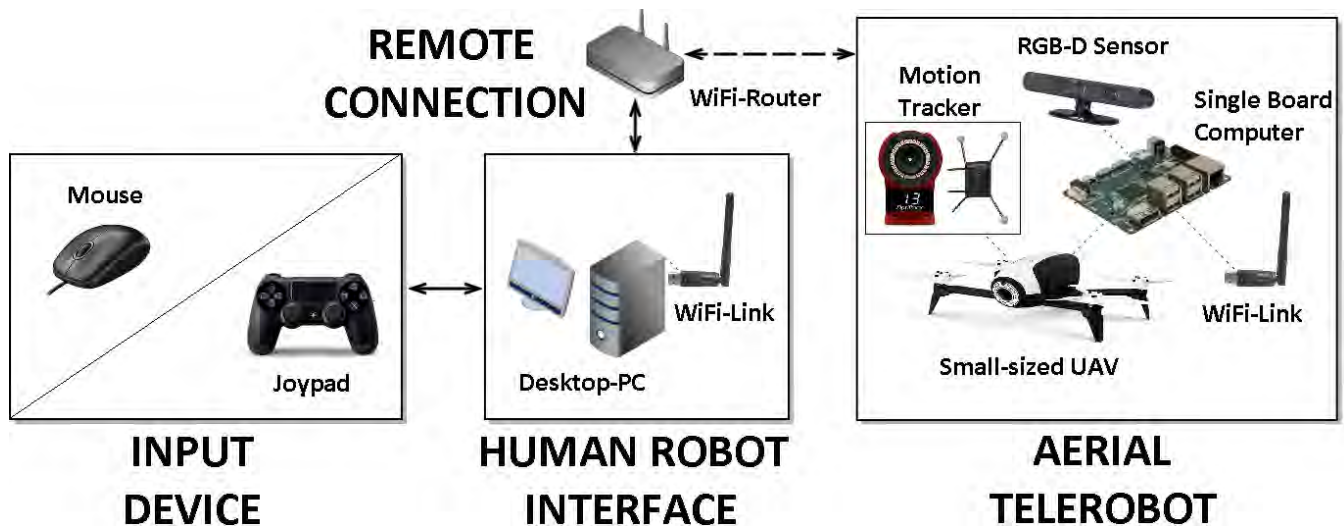 REMOTE
CONNECTION
WiFi-Router
RGB-D Sensor
Motion
Tracker
Single Board
Computer
13
Mouse
Joypad
Desktop-PC
WiFi-Link
Small-sized UAV
WiFi-Link
INPUT
DEVICE
HUMAN ROBOT
INTERFACE
AERIAL
TELEROBOT